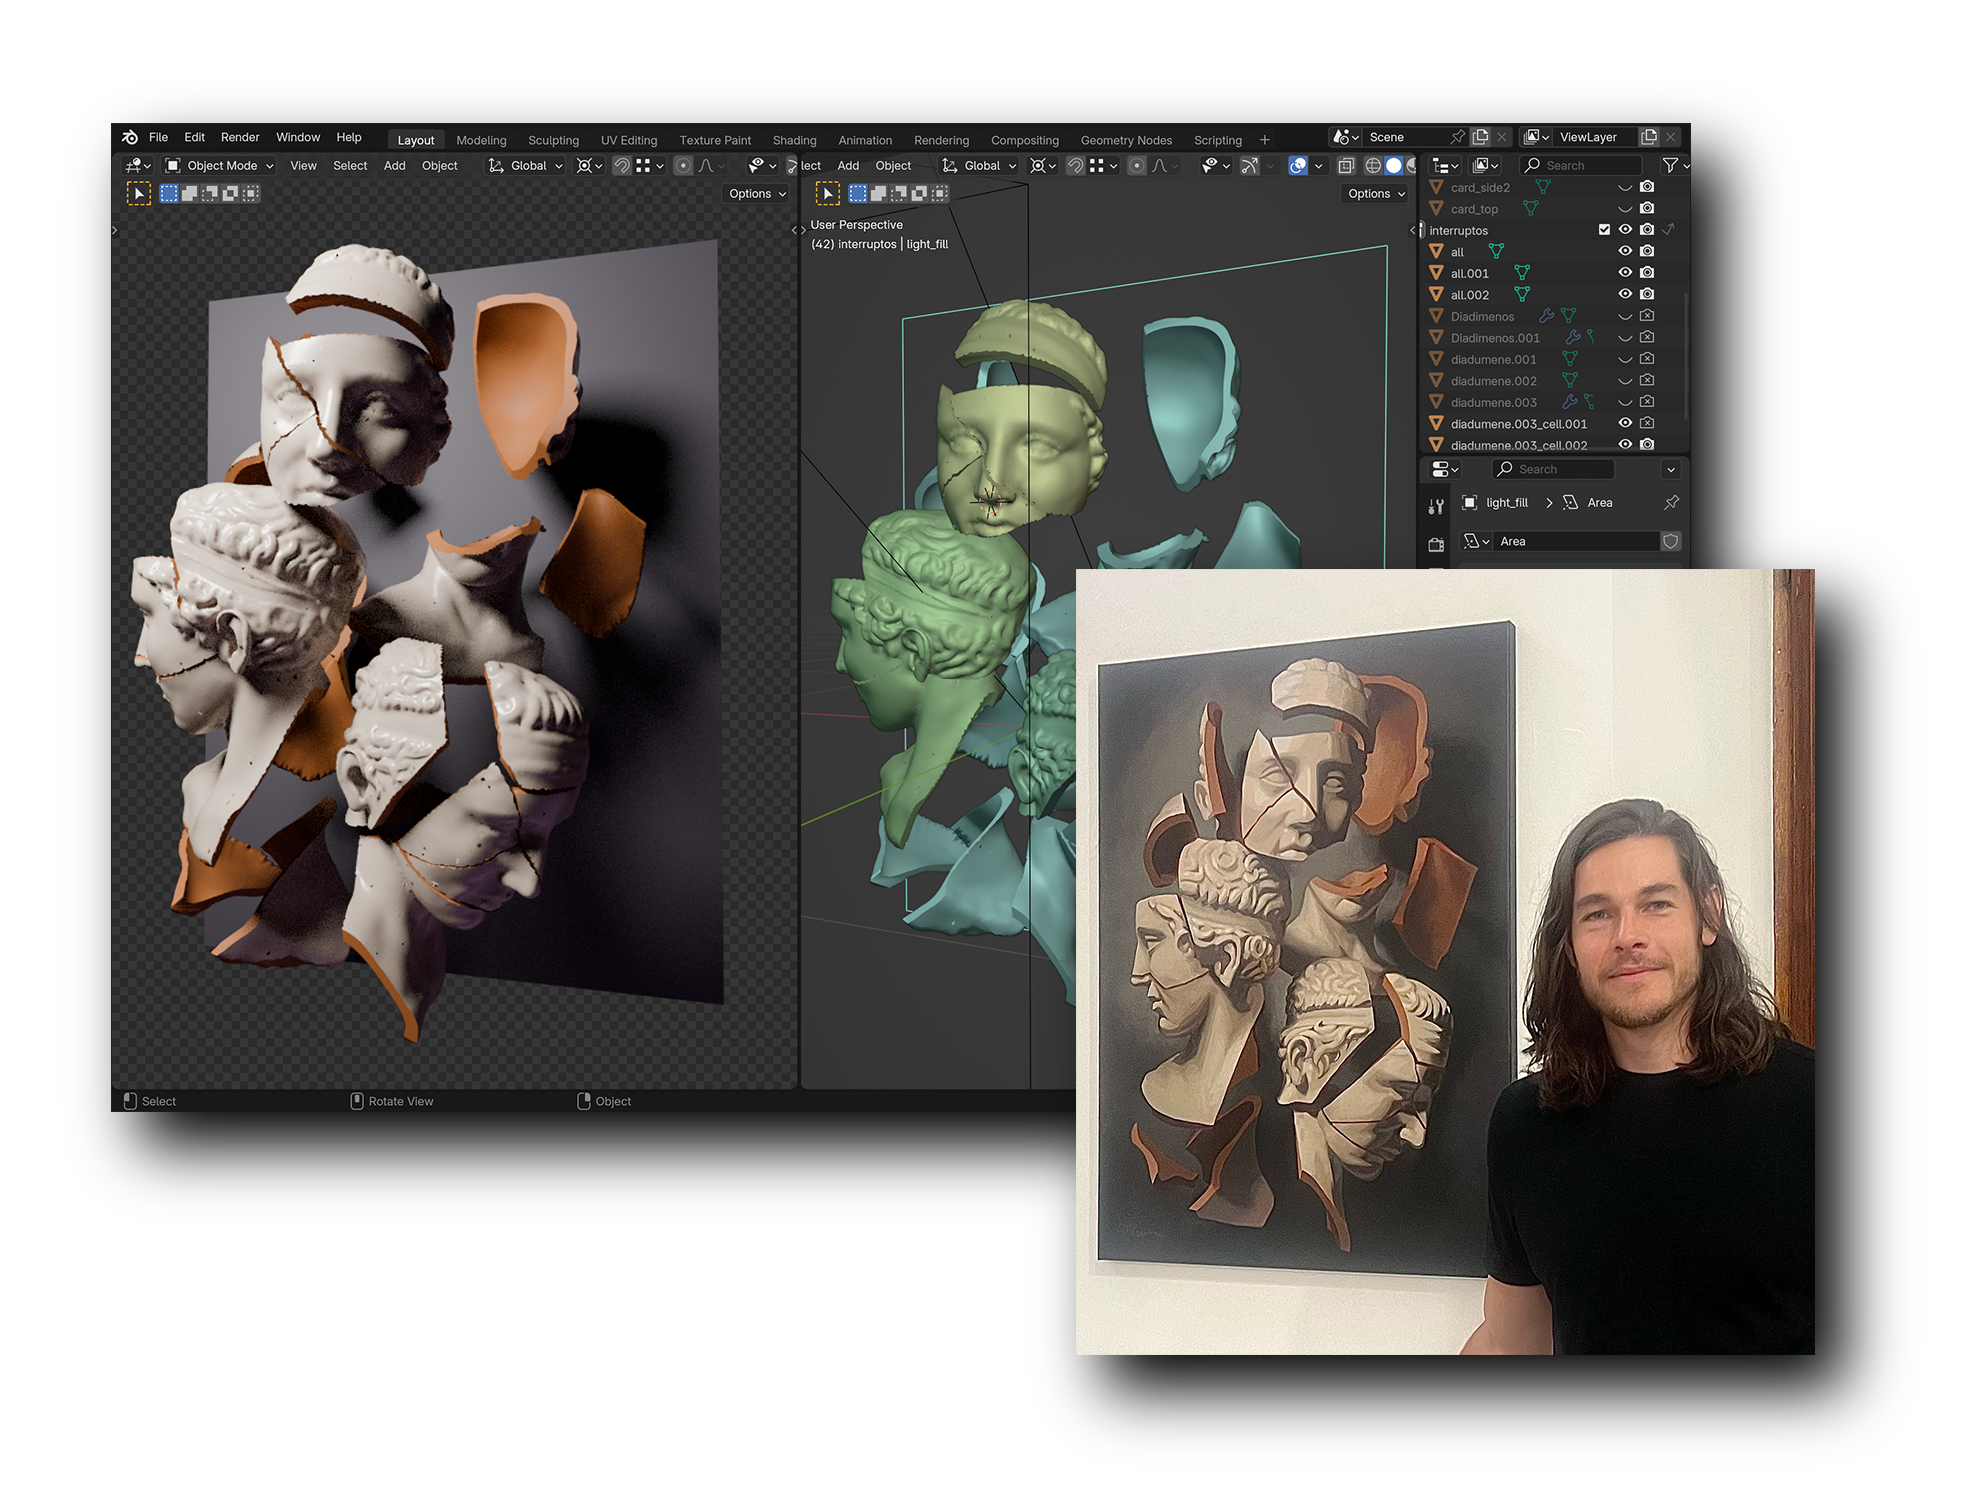 File Edit Render Window Help Layout Modeling Sculpting UV Editing Texture Paint Shading Animation Rendering Compositing Geometry Nodes Scripting + Scene ViewLayer
Object Mode View Select Add Object Global lect Add Object Global Search
Options Options
User Perspective
(42) interruptos | light_fill
card_side2
card_top
interruptos
all
all.001
all.002
Diadimenos
Diadimenos.001
diadumene.001
diadumene.002
diadumene.003
diadumene.003_cell.001
diadumene.003_cell.002
Search
light_fill > Area
Area
Select Rotate View Object